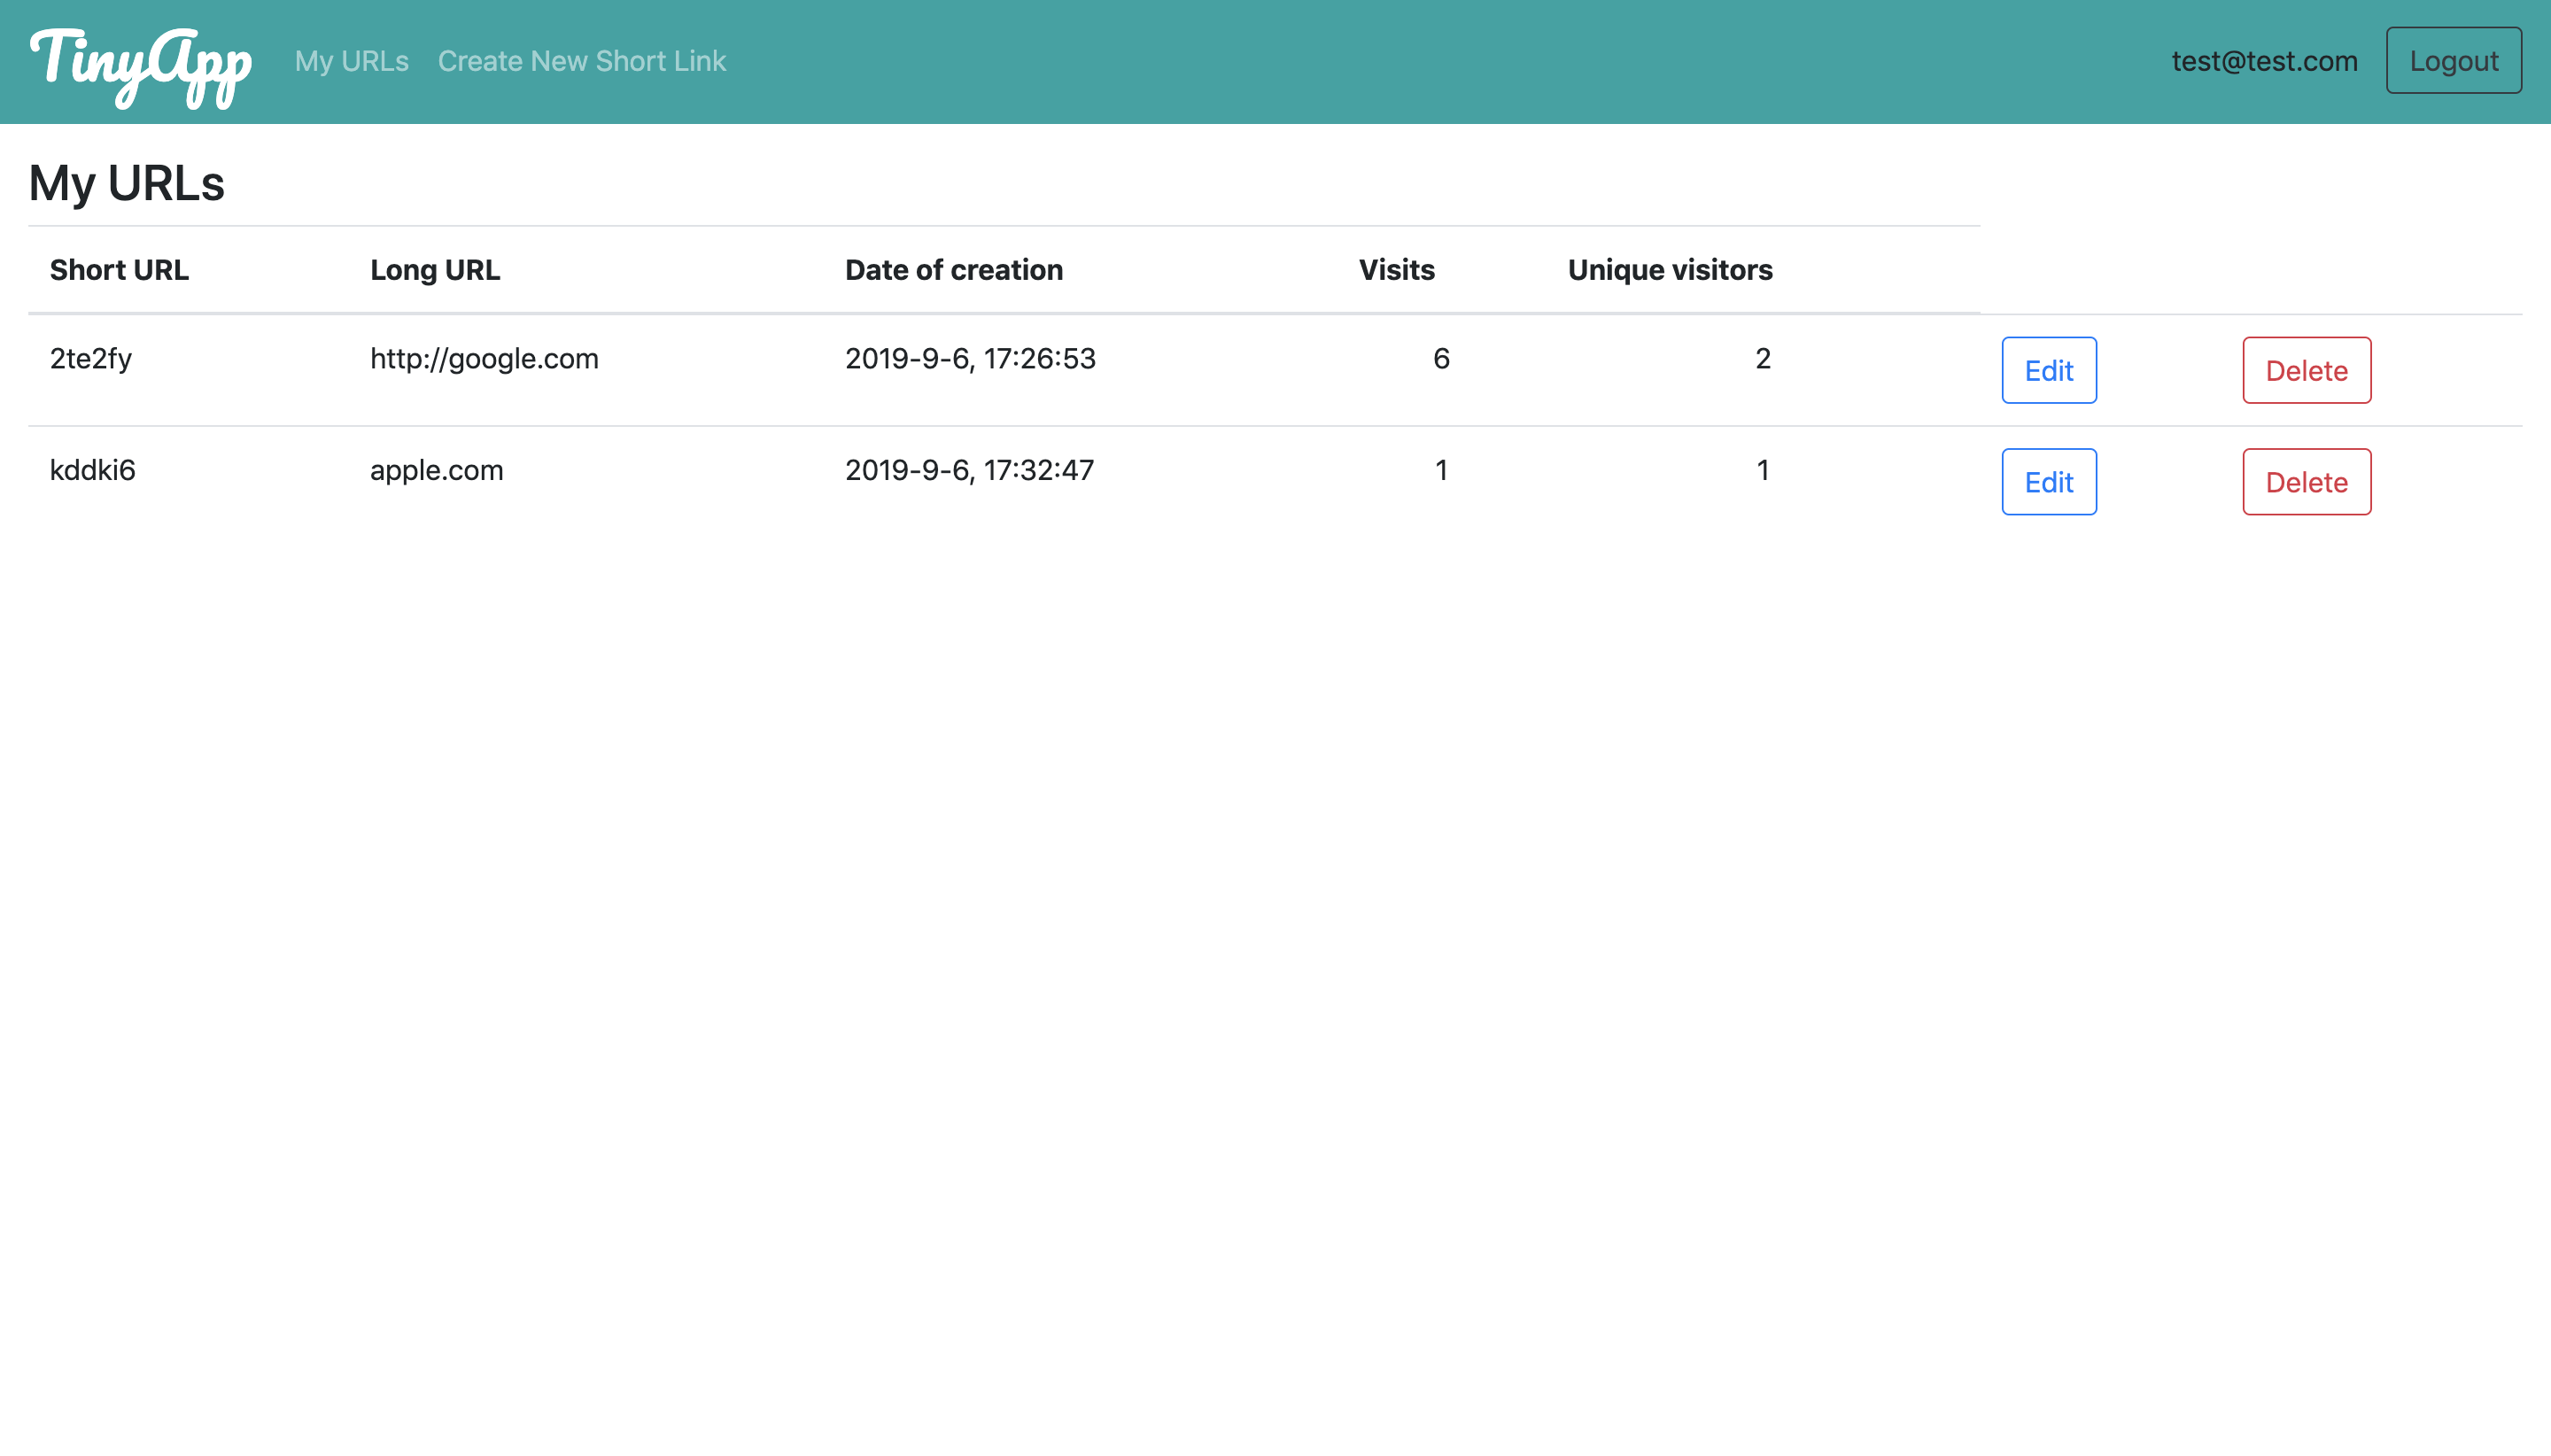 TinyApp My URLs Create New Short Link test@test.com Logout
My URLs
Short URL Long URL Date of creation Visits Unique visitors
2te2fy http://google.com 2019-9-6, 17:26:53 6 2 Edit Delete
kddki6 apple.com 2019-9-6, 17:32:47 1 1 Edit Delete